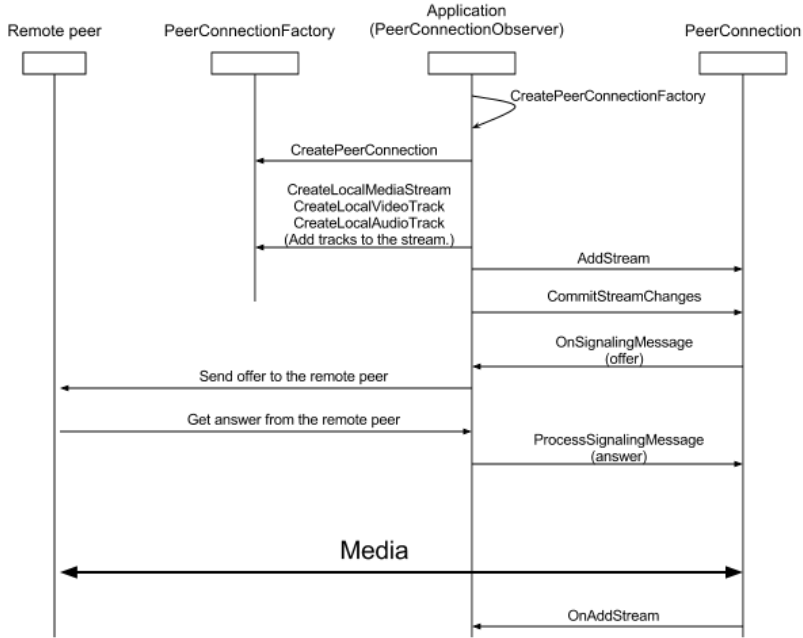 Remote peer
PeerConnectionFactory
Application
(PeerConnectionObserver)
PeerConnection
CreatePeerConnectionFactory
CreatePeerConnection
CreateLocalMediaStream
CreateLocalVideoTrack
CreateLocalAudioTrack
(Add tracks to the stream.)
AddStream
CommitStreamChanges
OnSignalingMessage
(offer)
Send offer to the remote peer
Get answer from the remote peer
ProcessSignalingMessage
(answer)
Media
OnAddStream